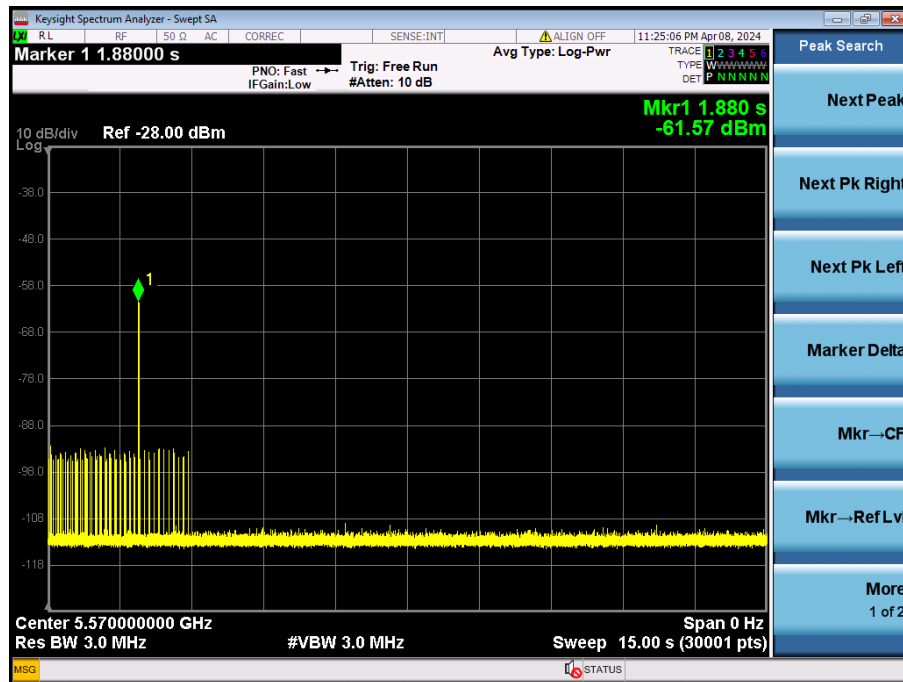 Keysight Spectrum Analyzer - Swept SA
LXI RL RF 50 Ω AC CORREC SENSE:INT ALIGN OFF 11:25:06 PM Apr 08, 2024
Marker 1 1.88000 s
PNO: Fast
IFGain:Low
Trig: Free Run
#Atten: 10 dB
Avg Type: Log-Pwr
TRACE 1 2 3 4 5 6
TYPE WWWWWW
DET P N N N N N
Mkr1 1.880 s
-61.57 dBm
10 dB/div Ref -28.00 dBm
Log
-38.0
-48.0
-58.0
-68.0
-78.0
-88.0
-98.0
-108
-118
1
Center 5.570000000 GHz Span 0 Hz
Res BW 3.0 MHz #VBW 3.0 MHz Sweep 15.00 s (30001 pts)
MSG STATUS
Peak Search
Next Peak
Next Pk Right
Next Pk Left
Marker Delta
Mkr→CF
Mkr→Ref Lvl
More
1 of 2